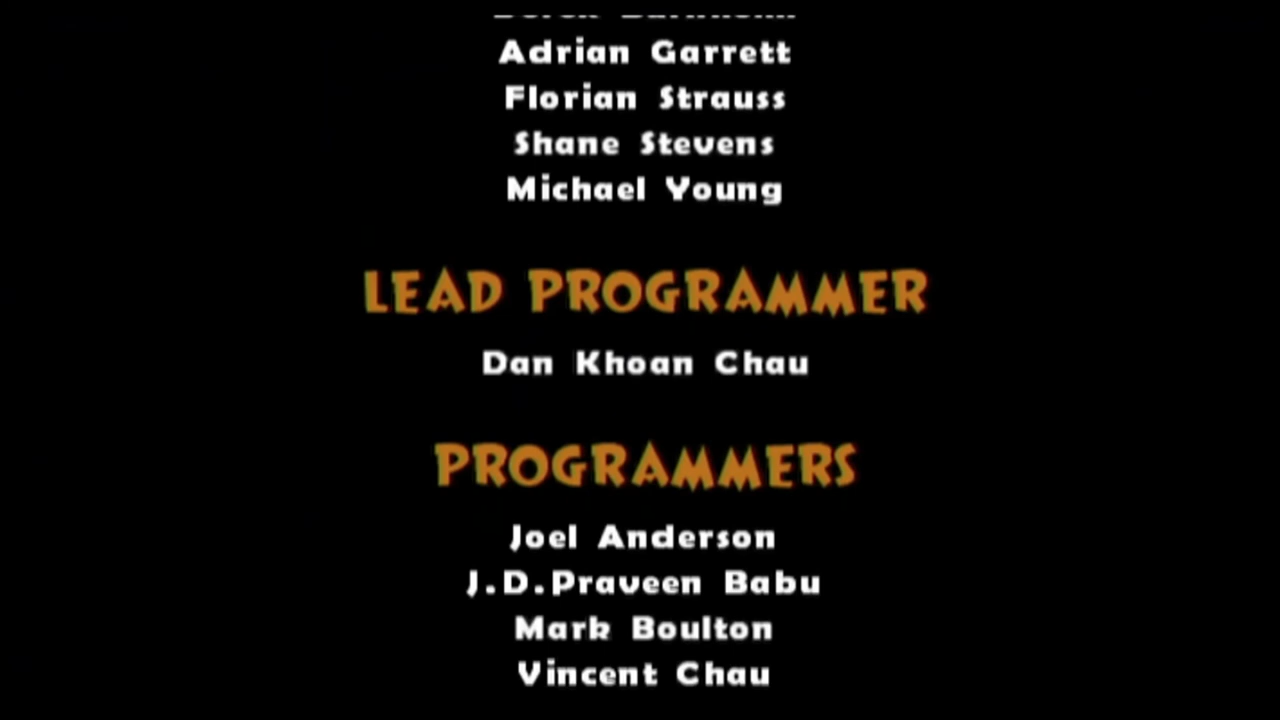 Adrian Garrett
Florian Strauss
Shane Stevens
Michael Young
LEAD PROGRAMMER
Dan Khoan Chau
PROGRAMMERS
Joel Anderson
J.D.Praveen Babu
Mark Boulton
Vincent Chau